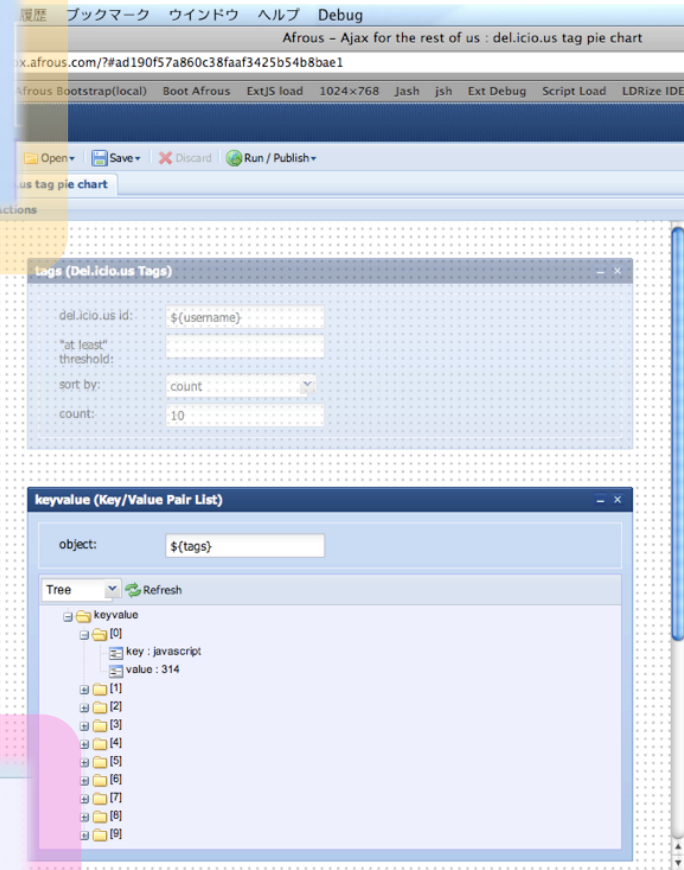 履歴 ブックマーク ウインドウ ヘルプ Debug
Afrous – Ajax for the rest of us : del.icio.us tag pie chart
ox.afrous.com/?#ad190f57a860c38faaf3425b54b8bae1
Afrous Bootstrap(local) Boot Afrous ExtJS load 1024×768 Jash jsh Ext Debug Script Load LDRize IDE
Open Save Discard Run / Publish
.us tag pie chart
Actions
tags (Del.icio.us Tags)
del.icio.us id: ${username}
"at least"
threshold:
sort by: count
count: 10
keyvalue (Key/Value Pair List)
object: ${tags}
Tree Refresh
keyvalue
[0]
key : javascript
value : 314
[1]
[2]
[3]
[4]
[5]
[6]
[7]
[8]
[9]